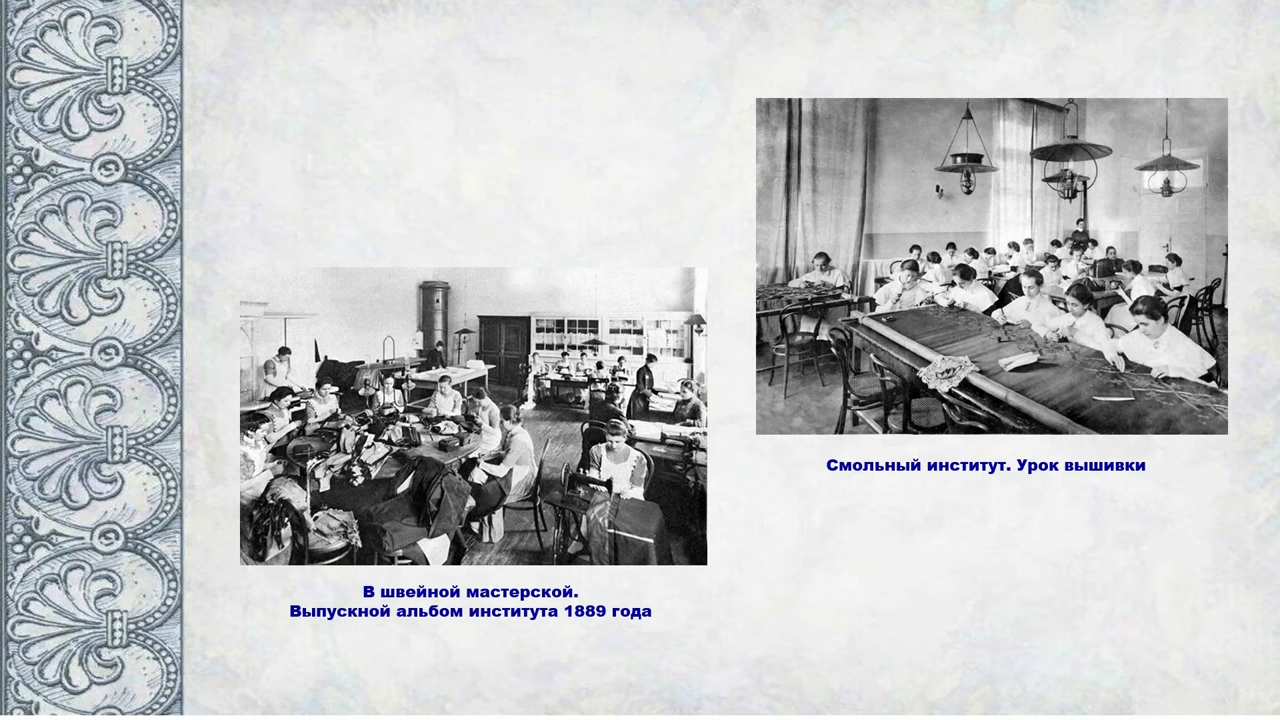 Смольный институт. Урок вышивки
В швейной мастерской.
Выпускной альбом института 1889 года